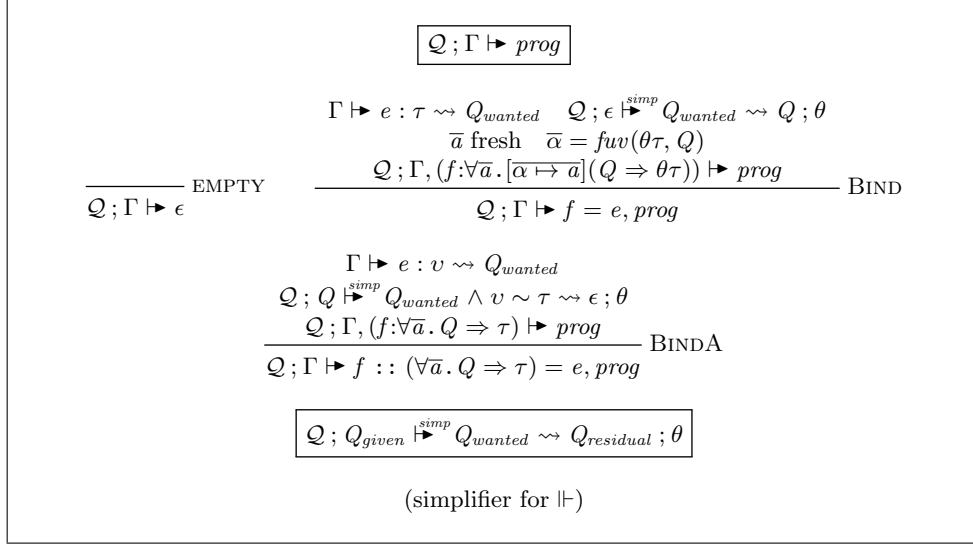 𝒬 ; Γ ⊢► prog
Γ ⊢► e : τ ⇝ Q_wanted   𝒬 ; ϵ ⊢►^simp Q_wanted ⇝ Q ; θ
a̅ fresh   α̅ = fuv(θτ, Q)
𝒬 ; Γ, (f:∀a̅ . [α̅ ↦ a̅](Q ⇒ θτ)) ⊢► prog
EMPTY
BIND
𝒬 ; Γ ⊢► ϵ
𝒬 ; Γ ⊢► f = e, prog
Γ ⊢► e : υ ⇝ Q_wanted
𝒬 ; Q ⊢►^simp Q_wanted ∧ υ ∼ τ ⇝ ϵ ; θ
𝒬 ; Γ, (f:∀a̅ . Q ⇒ τ) ⊢► prog
BINDA
𝒬 ; Γ ⊢► f :: (∀a̅ . Q ⇒ τ) = e, prog
𝒬 ; Q_given ⊢►^simp Q_wanted ⇝ Q_residual ; θ
(simplifier for ⊩)